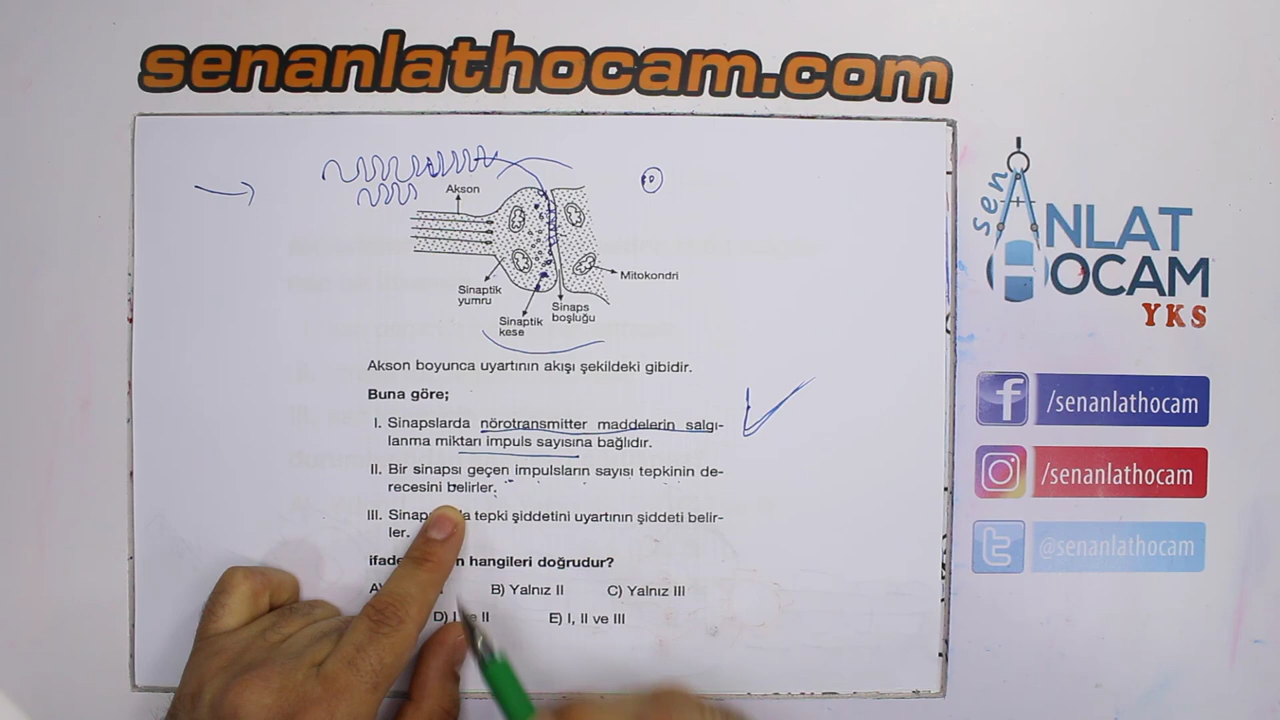 senanlathocam.com
Akson
Mitokondri
Sinaptik
yumru
Sinaps
boşluğu
Sinaptik
kese
Akson boyunca uyartının akışı şekildeki gibidir.
Buna göre;
I. Sinapslarda nörotransmitter maddelerin salgı-
lanma miktarı impuls sayısına bağlıdır.
II. Bir sinapsı geçen impulsların sayısı tepkinin de-
recesini belirler.
III. tepki şiddetini uyartının şiddeti belir-
ler.
hangileri doğrudur?
B) Yalnız II C) Yalnız III
D) I ve II E) I, II ve III
sen
ANLAT
HOCAM
YKS
/senanlathocam
/senanlathocam
@senanlathocam